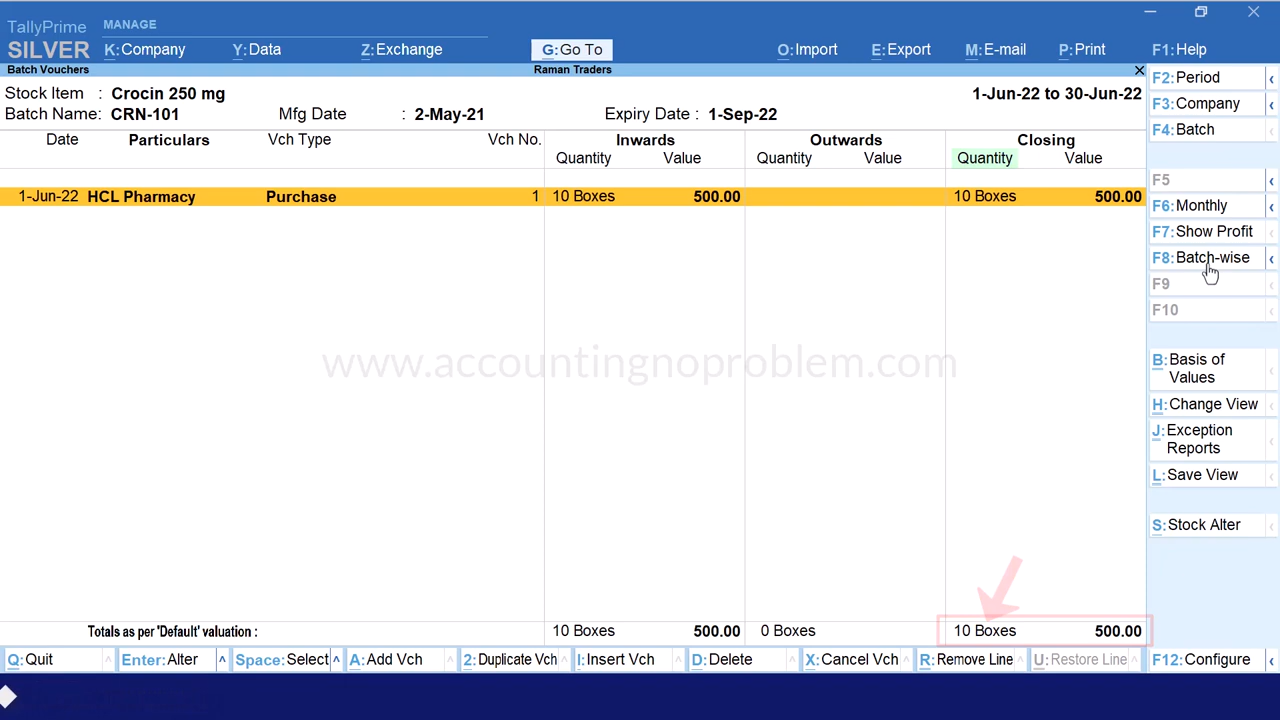 TallyPrime MANAGE
SILVER K:Company Y:Data Z:Exchange G:Go To O:Import E:Export M:E-mail P:Print F1:Help
Batch Vouchers Raman Traders
Stock Item : Crocin 250 mg 1-Jun-22 to 30-Jun-22
Batch Name: CRN-101 Mfg Date : 2-May-21 Expiry Date : 1-Sep-22
Date Particulars Vch Type Vch No. Inwards Outwards Closing
Quantity Value Quantity Value Quantity Value
1-Jun-22 HCL Pharmacy Purchase 1 10 Boxes 500.00 10 Boxes 500.00
www.accountingnoproblem.com
Totals as per 'Default' valuation : 10 Boxes 500.00 0 Boxes 10 Boxes 500.00
F2:Period
F3:Company
F4:Batch
F5
F6:Monthly
F7:Show Profit
F8:Batch-wise
F9
F10
B:Basis of
Values
H:Change View
J:Exception
Reports
L:Save View
S:Stock Alter
Q:Quit Enter:Alter Space:Select A:Add Vch 2:Duplicate Vch I:Insert Vch D:Delete X:Cancel Vch R:Remove Line U:Restore Line F12:Configure